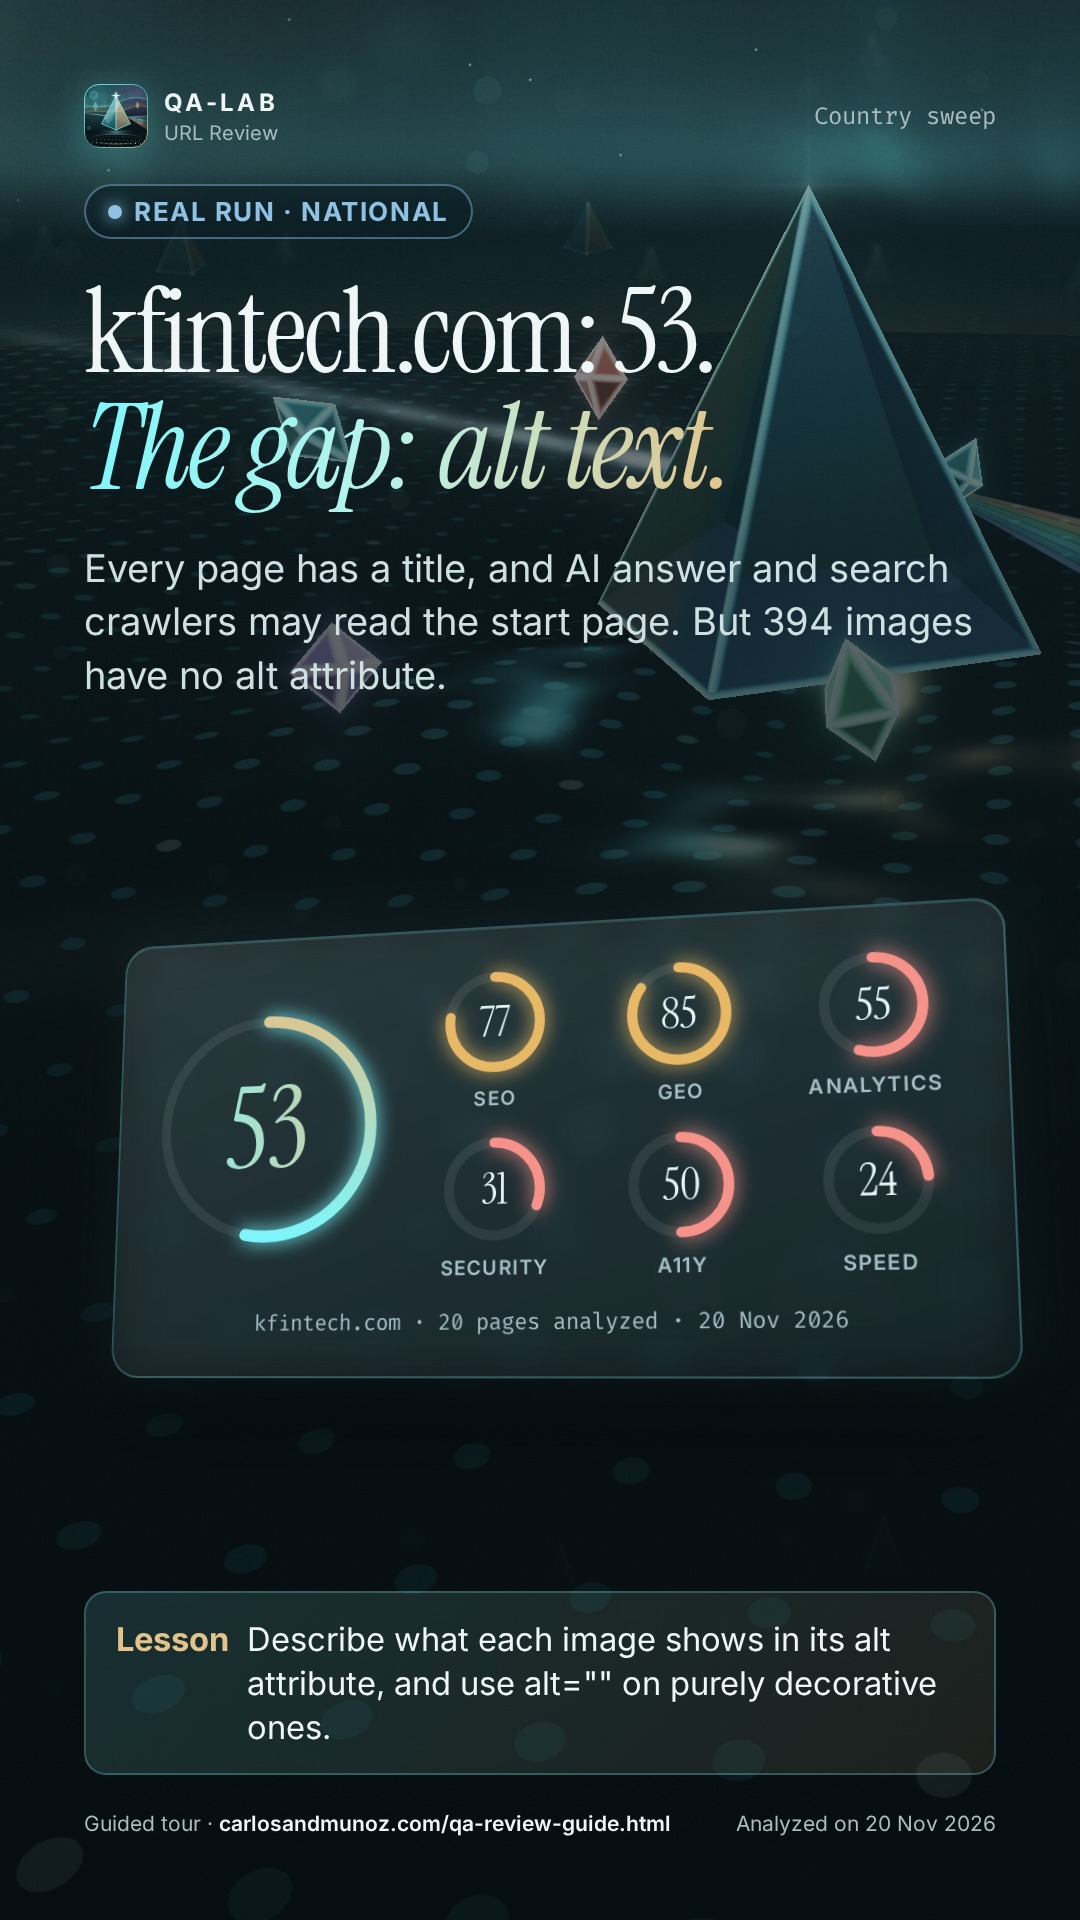 QA-LAB
URL Review
Country sweep
REAL RUN · NATIONAL
kfintech.com: 53.
The gap: alt text.
Every page has a title, and AI answer and search
crawlers may read the start page. But 394 images
have no alt attribute.
53
77
SEO
85
GEO
55
ANALYTICS
31
SECURITY
50
A11Y
24
SPEED
kfintech.com · 20 pages analyzed · 20 Nov 2026
Lesson Describe what each image shows in its alt
attribute, and use alt="" on purely decorative
ones.
Guided tour · carlosandmunoz.com/qa-review-guide.html
Analyzed on 20 Nov 2026